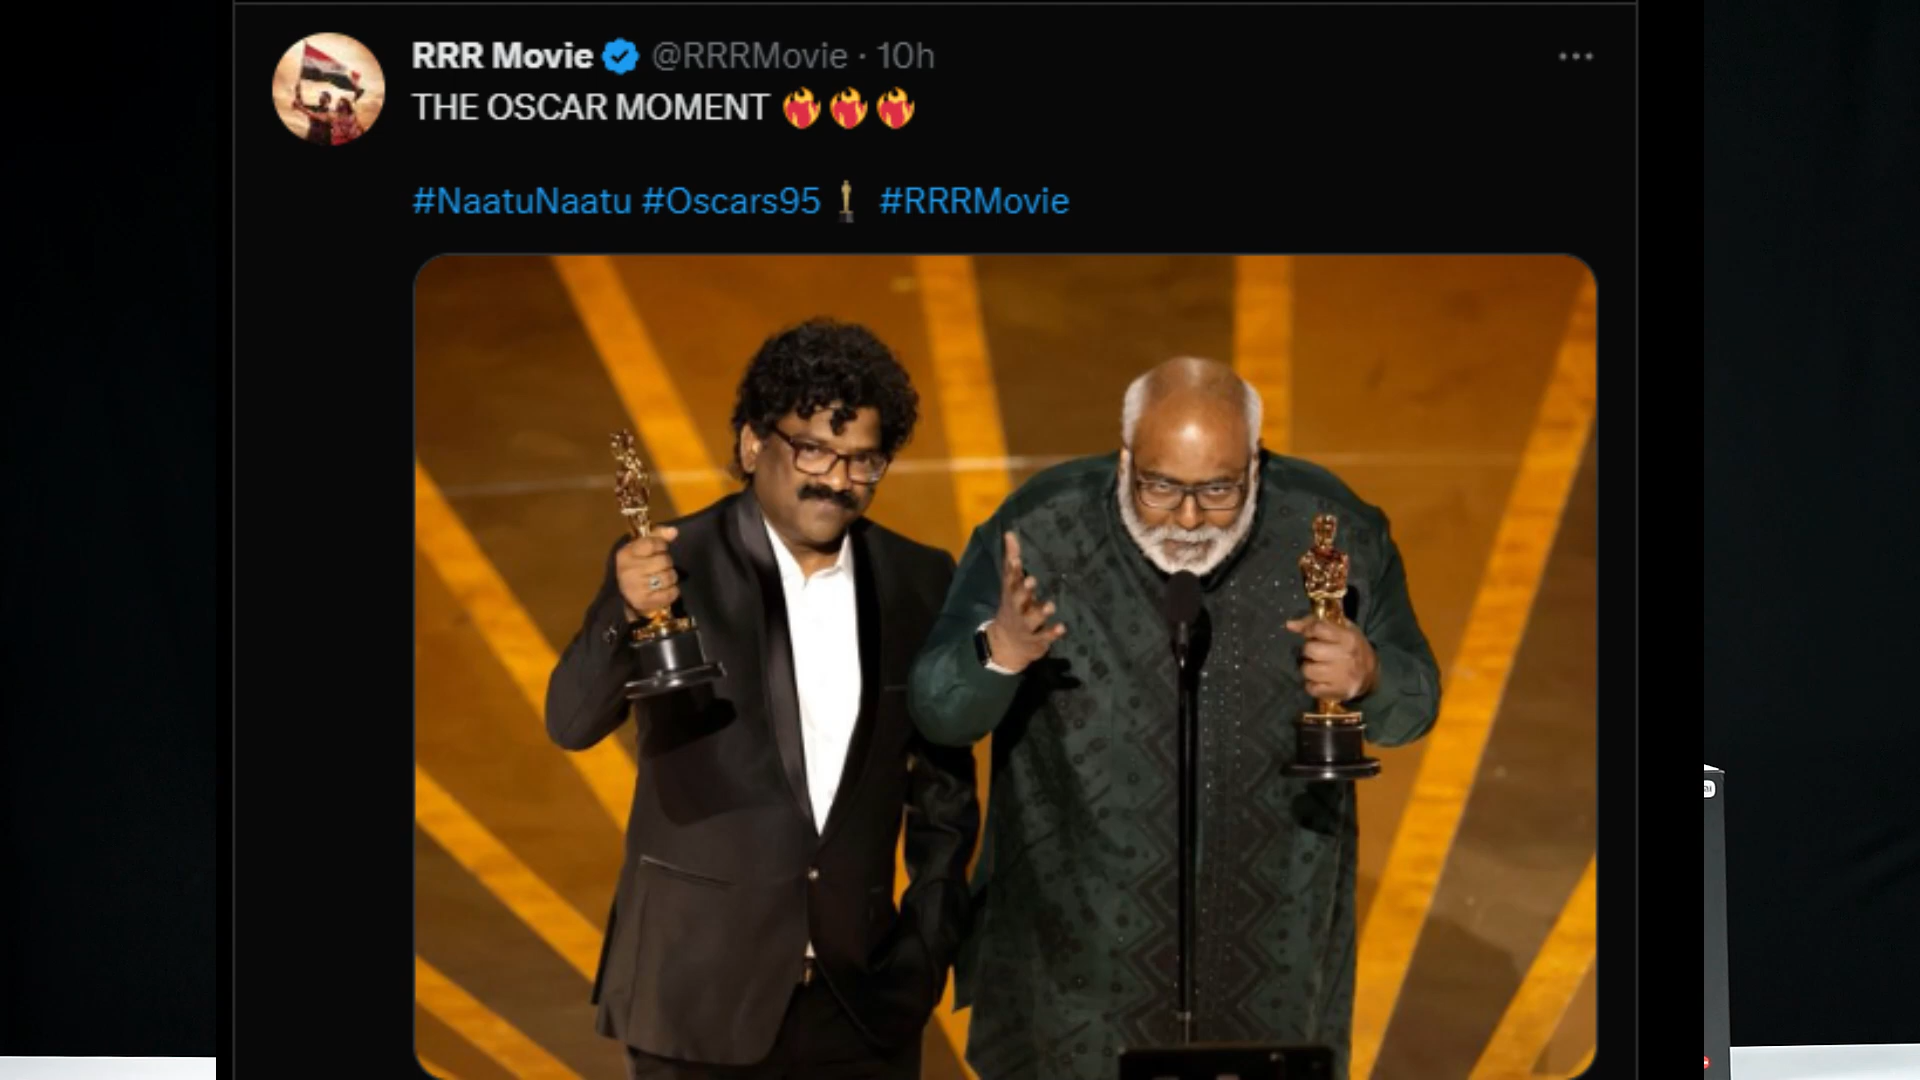 RRR Movie @RRRMovie · 10h
THE OSCAR MOMENT ❤️‍🔥❤️‍🔥❤️‍🔥
#NaatuNaatu #Oscars95 #RRRMovie